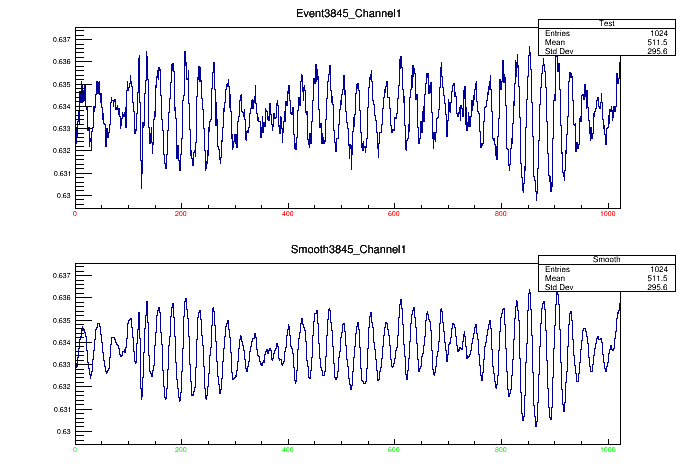 Event3845_Channel1
Test
Entries 1024
Mean 511.5
Std Dev 295.6
0.637
0.636
0.635
0.634
0.633
0.632
0.631
0.63
0 200 400 600 800 1000
Smooth3845_Channel1
Smooth
Entries 1024
Mean 511.5
Std Dev 295.6
0.637
0.636
0.635
0.634
0.633
0.632
0.631
0.63
0 200 400 600 800 1000